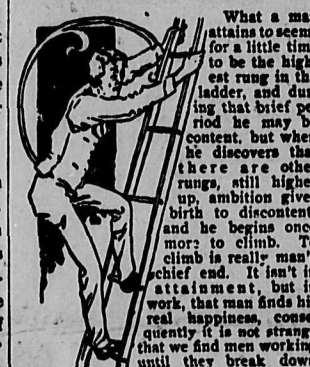 What a ma
attains to seem
for a little tim
to be the high
est rung in th
ladder, and dur
ing that brief pe
riod he may b
content, but whe
he discovers tha
there are othe
rungs, still highe
up, ambition give
birth to discontent
and he begins onc
more to climb. T
climb is really man'
chief end. It isn't i
attainment, but i
work, that man finds hi
real happiness, conse
quently it is not strang
that we find men working
until they break down